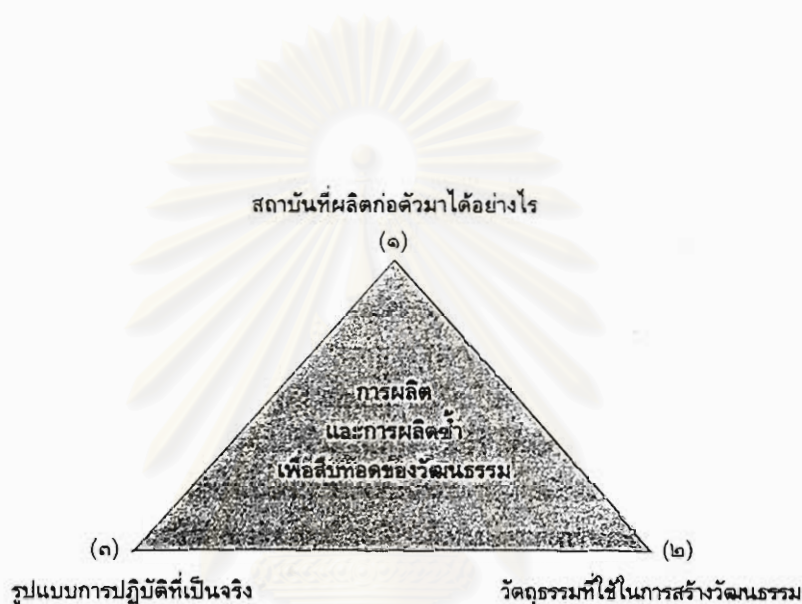 สถาบันที่ผลิตก่อตัวมาได้อย่างไร
(๑)
การผลิต
และการผลิตซ้ำ
เพื่อสืบทอดของวัฒนธรรม
(๓)
(๒)
รูปแบบการปฏิบัติที่เป็นจริง
วัตถุธรรมที่ใช้ในการสร้างวัฒนธรรม